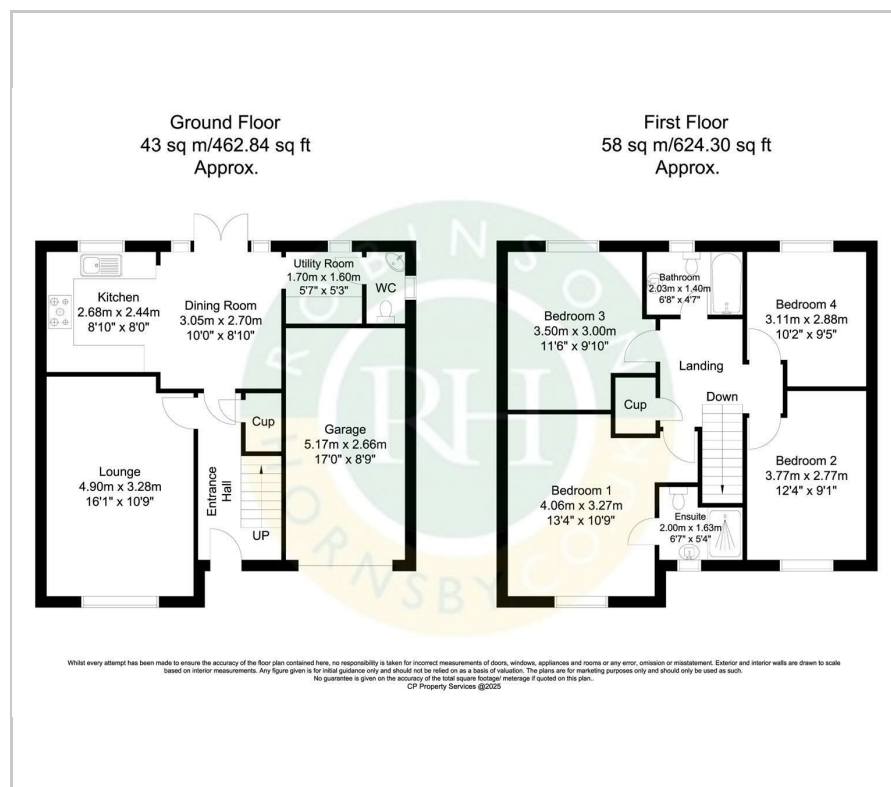 Ground Floor
43 sq m/462.84 sq ft
Approx.
First Floor
58 sq m/624.30 sq ft
Approx.
Kitchen
2.68m x 2.44m
8'10" x 8'0"
Dining Room
3.05m x 2.70m
10'0" x 8'10"
Utility Room
1.70m x 1.60m
5'7" x 5'3"
WC
Cup
Lounge
4.90m x 3.28m
16'1" x 10'9"
Entrance
Hall
UP
Garage
5.17m x 2.66m
17'0" x 8'9"
Bedroom 3
3.50m x 3.00m
11'6" x 9'10"
Bathroom
2.03m x 1.40m
6'8" x 4'7"
Bedroom 4
3.11m x 2.88m
10'2" x 9'5"
Landing
Down
Cup
Bedroom 1
4.06m x 3.27m
13'4" x 10'9"
Ensuite
2.00m x 1.63m
6'7" x 5'4"
Bedroom 2
3.77m x 2.77m
12'4" x 9'1"
ROBINSON
RH
HORNSBY.CO.UK
Whilst every attempt has been made to ensure the accuracy of the floor plan contained here, no responsibility is taken for incorrect measurements of doors, windows, appliances and rooms or any error, omission or misstatement. Exterior and interior walls are drawn to scale
based on interior measurements. Any figure given is for initial guidance only and should not be relied on as a basis of valuation. The plans are for marketing purposes only and should only be used as such.
No guarantee is given on the accuracy of the total square footage/ meterage if quoted on this plan..
CP Property Services @2025